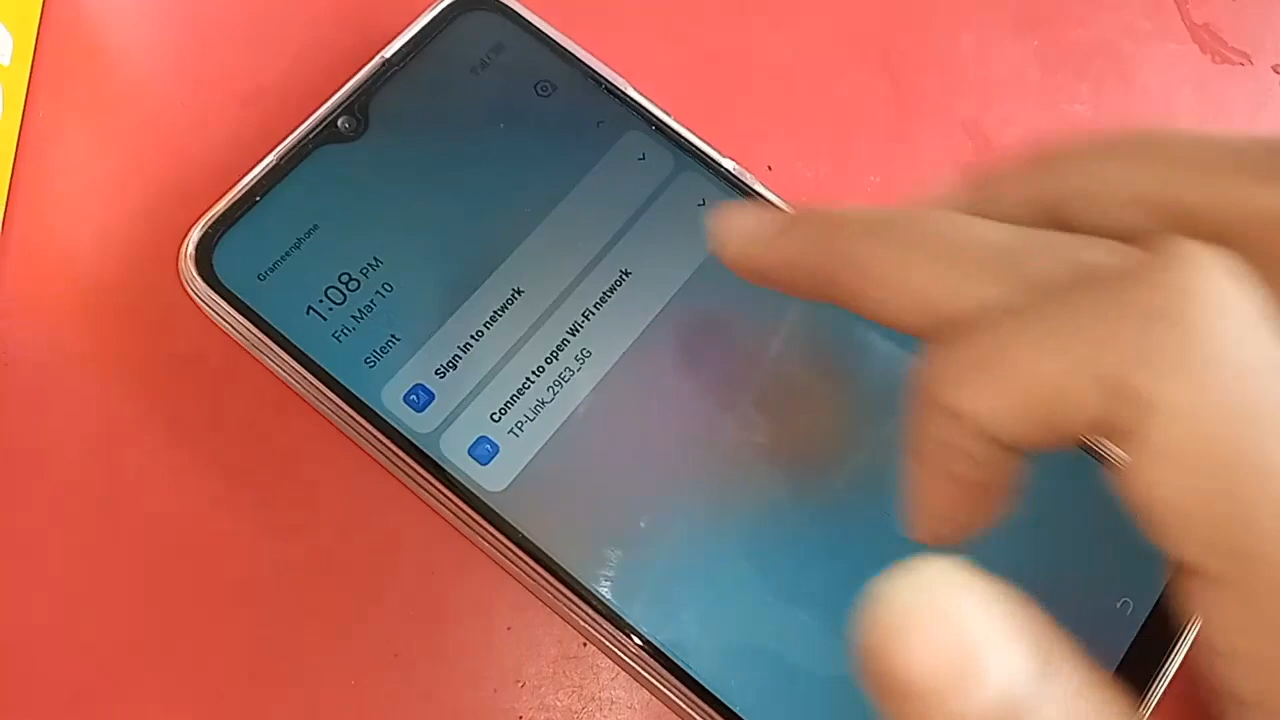 Grameenphone
1:08 PM
Fri, Mar 10
Silent
Sign in to network
Connect to open Wi-Fi network
TP-Link_29E3_5G